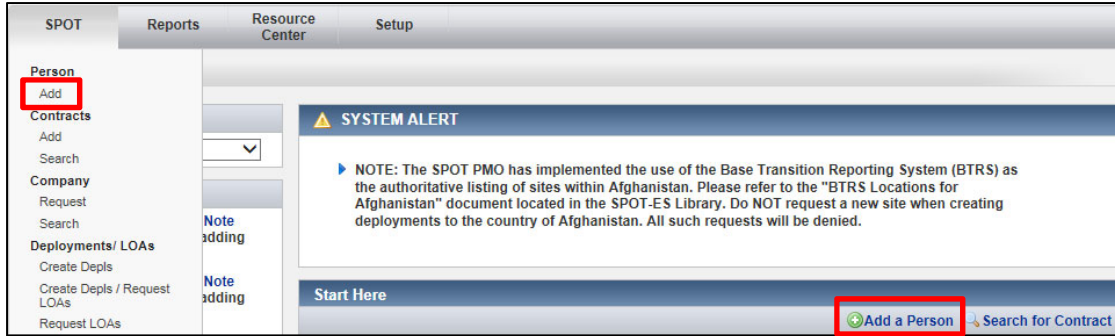 SPOT
Reports
Resource
Center
Setup
Person
Add
Contracts
Add
Search
Company
Request
Search
Deployments/ LOAs
Create Depls
Create Depls / Request
LOAs
Request LOAs
Note
adding
Note
adding
SYSTEM ALERT
NOTE: The SPOT PMO has implemented the use of the Base Transition Reporting System (BTRS) as
the authoritative listing of sites within Afghanistan. Please refer to the "BTRS Locations for
Afghanistan" document located in the SPOT-ES Library. Do NOT request a new site when creating
deployments to the country of Afghanistan. All such requests will be denied.
Start Here
Add a Person
Search for Contract